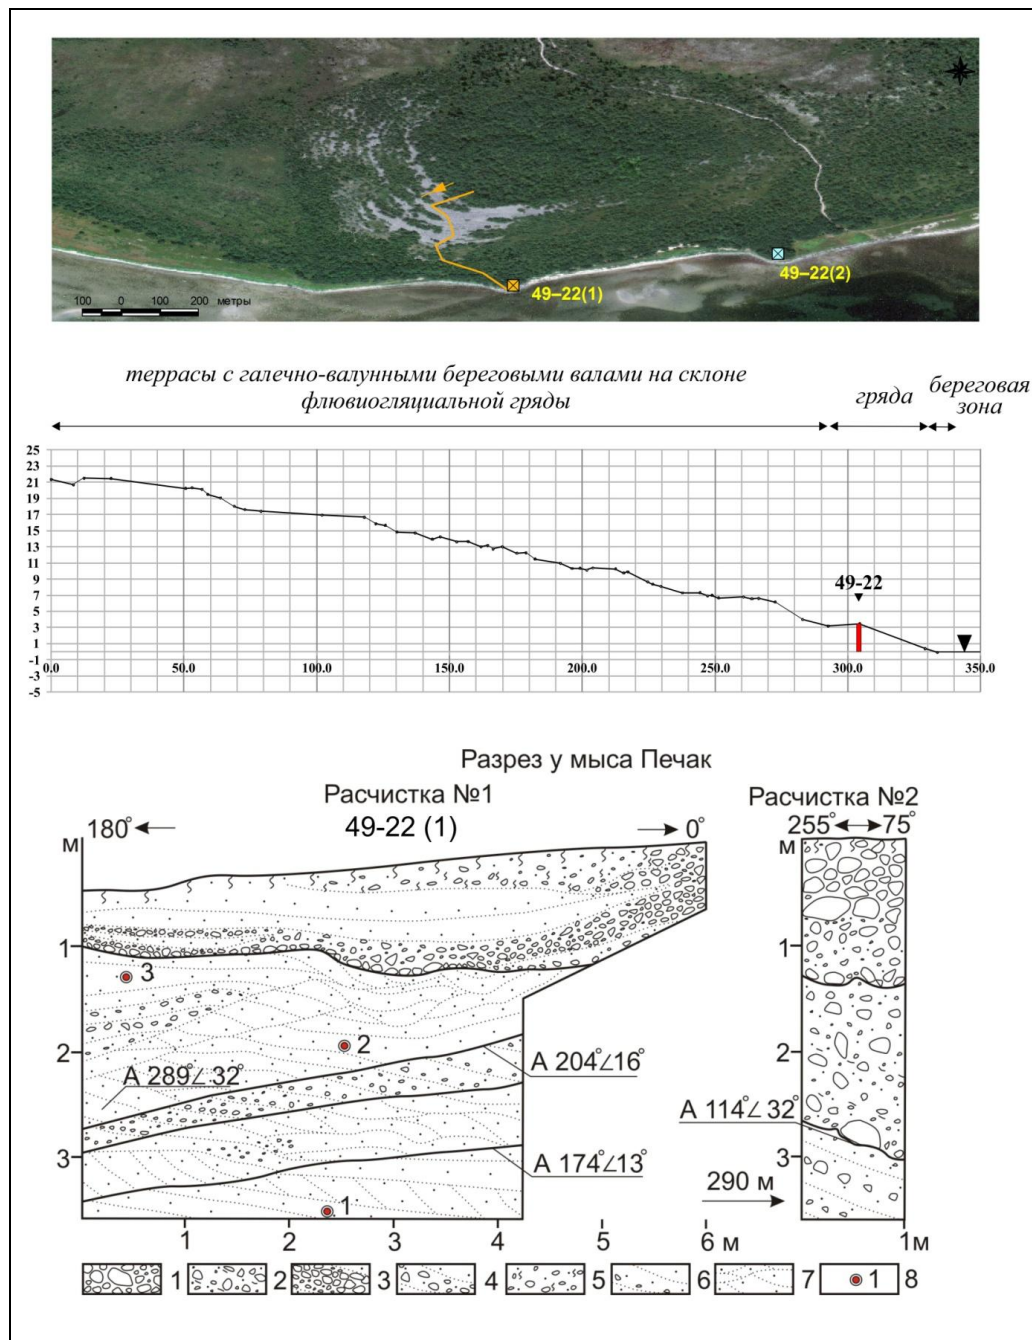 49–22(1)
49–22(2)
100 0 100 200 метры
террасы с галечно-валунными береговыми валами на склоне
флювиогляциальной гряды
гряда
береговая
зона
25
23
21
19
17
15
13
11
9
7
5
3
1
-1
-3
-5
49-22
0.0 50.0 100.0 150.0 200.0 250.0 300.0 350.0
Разрез у мыса Печак
Расчистка №1
49-22 (1)
180° 0°
м
1
2
3
3
2
1
А 289°∠ 32°
А 204°∠16°
А 174°∠13°
1 2 3 4 5 6 м
Расчистка №2
255° 75°
м
1
2
3
А 114°∠ 32°
290 м
1м
1 2 3 4 5 6 7 1 8